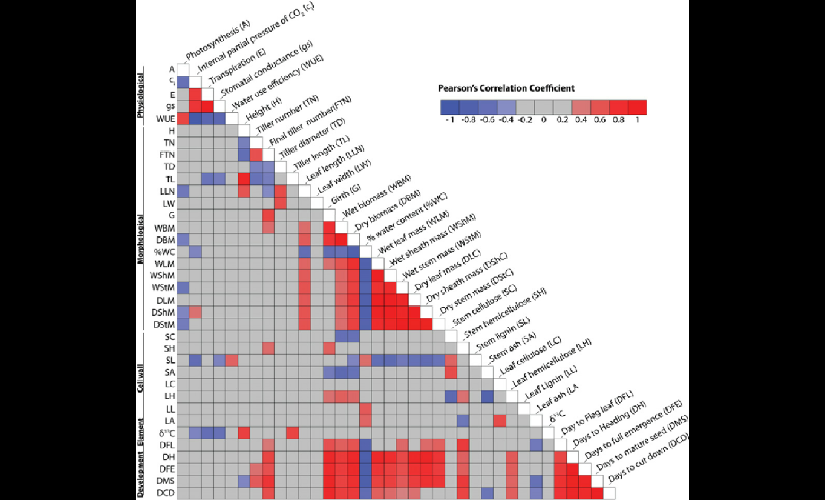 Photosynthesis (A)
Internal partial pressure of CO₂ (cᵢ)
Transpiration (E)
Stomatal conductance (gs)
Water use efficiency (WUE)
Height (H)
Tiller number (TN)
Final tiller number(FTN)
Tiller diameter (TD)
Tiller length (TL)
Leaf length (LLN)
Leaf width (LW)
Girth (G)
Wet biomass (WBM)
Dry biomass (DBM)
% water content (%WC)
Wet leaf mass (WLM)
Wet sheath mass (WShM)
Wet stem mass (WStM)
Dry leaf mass (DLC)
Dry sheath mass (DShC)
Dry stem mass (DStC)
Stem cellulose (SC)
Stem hemicellulose (SH)
Stem lignin (SL)
Stem ash (SA)
Leaf cellulose (LC)
Leaf hemicellulose (LH)
Leaf Lignin (LL)
Leaf ash (LA
δ¹³C
Day to Flag leaf (DFL)
Days to Heading (DH)
Days to full emergence (DFE)
Days to mature seed (DMS)
Days to cut down (DCD)
Pearson's Correlation Coefficient
-1 -0.8 -0.6 -0.4 -0.2 0 0.2 0.4 0.6 0.8 1
Physiological
A
cᵢ
E
gs
WUE
Morphological
H
TN
FTN
TD
TL
LLN
LW
G
WBM
DBM
%WC
WLM
WShM
WStM
DLM
DShM
DStM
Cell wall
SC
SH
SL
SA
LC
LH
LL
LA
Element
δ¹³C
Development
DFL
DH
DFE
DMS
DCD